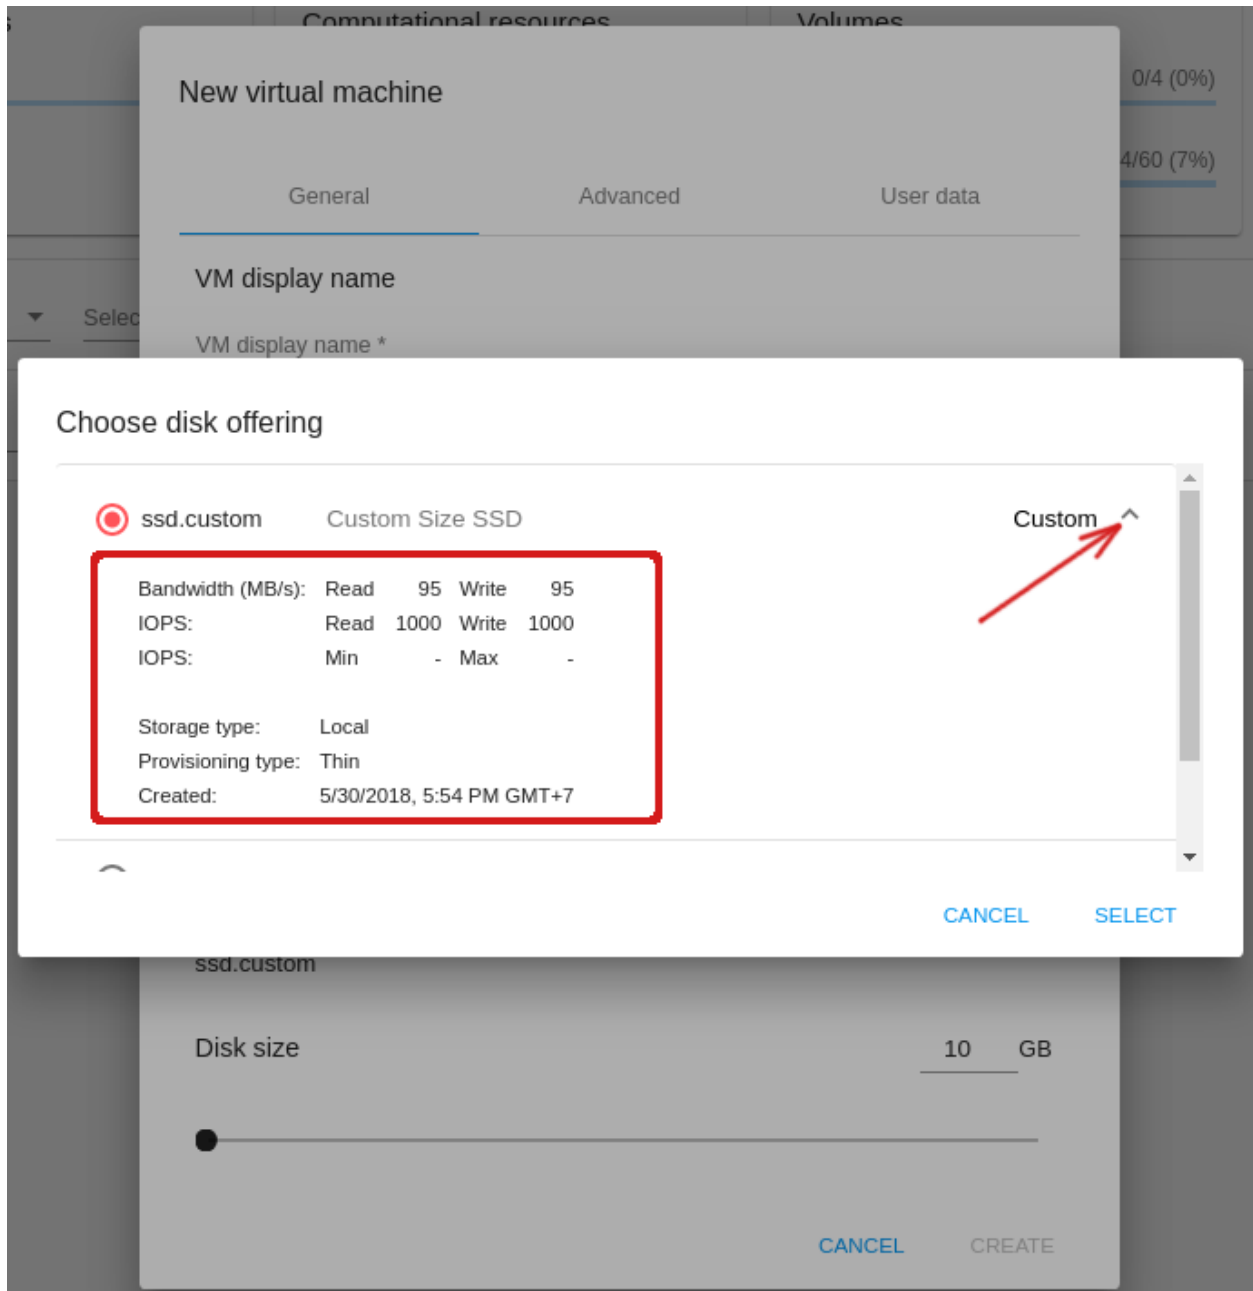 Computational resources
Volumes
0/4 (0%)
New virtual machine
4/60 (7%)
General Advanced User data
VM display name
Selec
VM display name *
Choose disk offering
ssd.custom Custom Size SSD Custom
Bandwidth (MB/s): Read 95 Write 95
IOPS: Read 1000 Write 1000
IOPS: Min - Max -
Storage type: Local
Provisioning type: Thin
Created: 5/30/2018, 5:54 PM GMT+7
CANCEL SELECT
ssd.custom
Disk size 10 GB
CANCEL CREATE